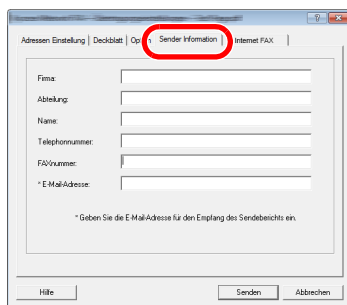 Adressen Einstellung Deckblatt Sender Information Internet FAX
Firma:
Abteilung:
Name:
Telephonnummer:
FAXnummer:
* E-Mail-Adresse:
* Geben Sie die E-Mail-Adresse für den Empfang des Sendeberichts ein.
Hilfe Senden Abbrechen